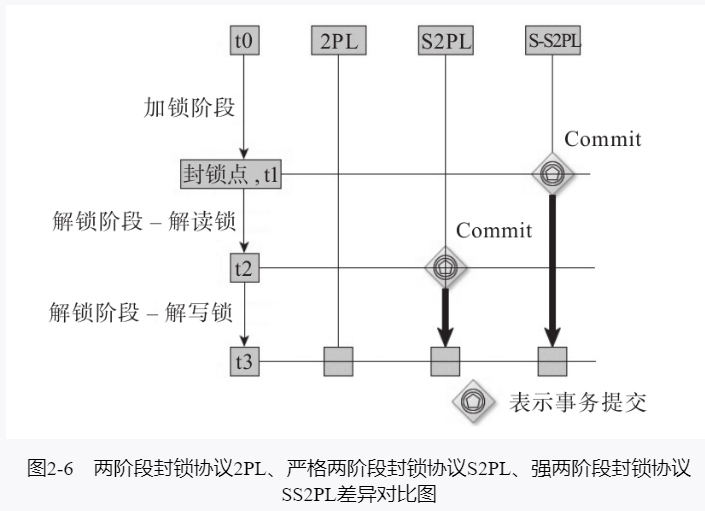 t0
2PL
S2PL
S-S2PL
加锁阶段
Commit
封锁点,t1
解锁阶段 – 解读锁
Commit
t2
解锁阶段 – 解写锁
t3
表示事务提交
图2-6 两阶段封锁协议2PL、严格两阶段封锁协议S2PL、强两阶段封锁协议
SS2PL差异对比图